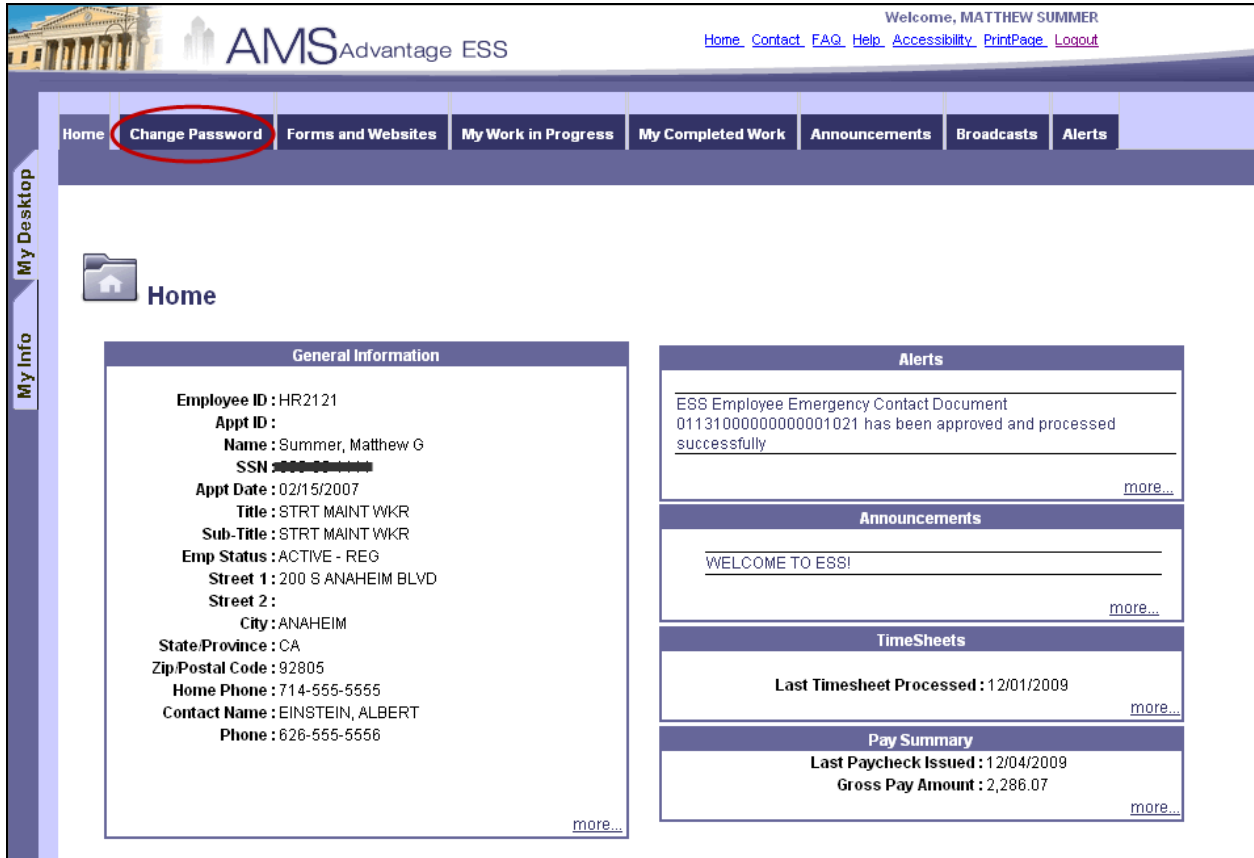 Welcome, MATTHEW SUMMER
AMSAdvantage ESS
Home Contact FAQ Help Accessibility PrintPage Logout
Home Change Password Forms and Websites My Work in Progress My Completed Work Announcements Broadcasts Alerts
My Desktop
My Info
Home
General Information
Employee ID : HR2121
Appt ID :
Name : Summer, Matthew G
SSN :
Appt Date : 02/15/2007
Title : STRT MAINT WKR
Sub-Title : STRT MAINT WKR
Emp Status : ACTIVE - REG
Street 1 : 200 S ANAHEIM BLVD
Street 2 :
City : ANAHEIM
State/Province : CA
Zip/Postal Code : 92805
Home Phone : 714-555-5555
Contact Name : EINSTEIN, ALBERT
Phone : 626-555-5556
more...
Alerts
ESS Employee Emergency Contact Document
01131000000000001021 has been approved and processed
successfully
more...
Announcements
WELCOME TO ESS!
more...
TimeSheets
Last Timesheet Processed : 12/01/2009
more...
Pay Summary
Last Paycheck Issued : 12/04/2009
Gross Pay Amount : 2,286.07
more...